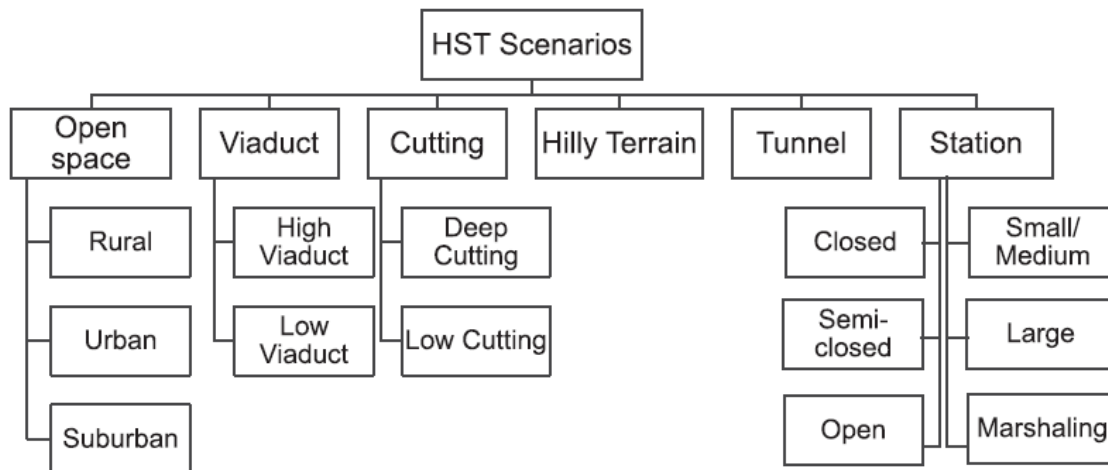 HST Scenarios
Open
space
Viaduct
Cutting
Hilly Terrain
Tunnel
Station
Rural
Urban
Suburban
High
Viaduct
Low
Viaduct
Deep
Cutting
Low Cutting
Closed
Semi-
closed
Open
Small/
Medium
Large
Marshaling